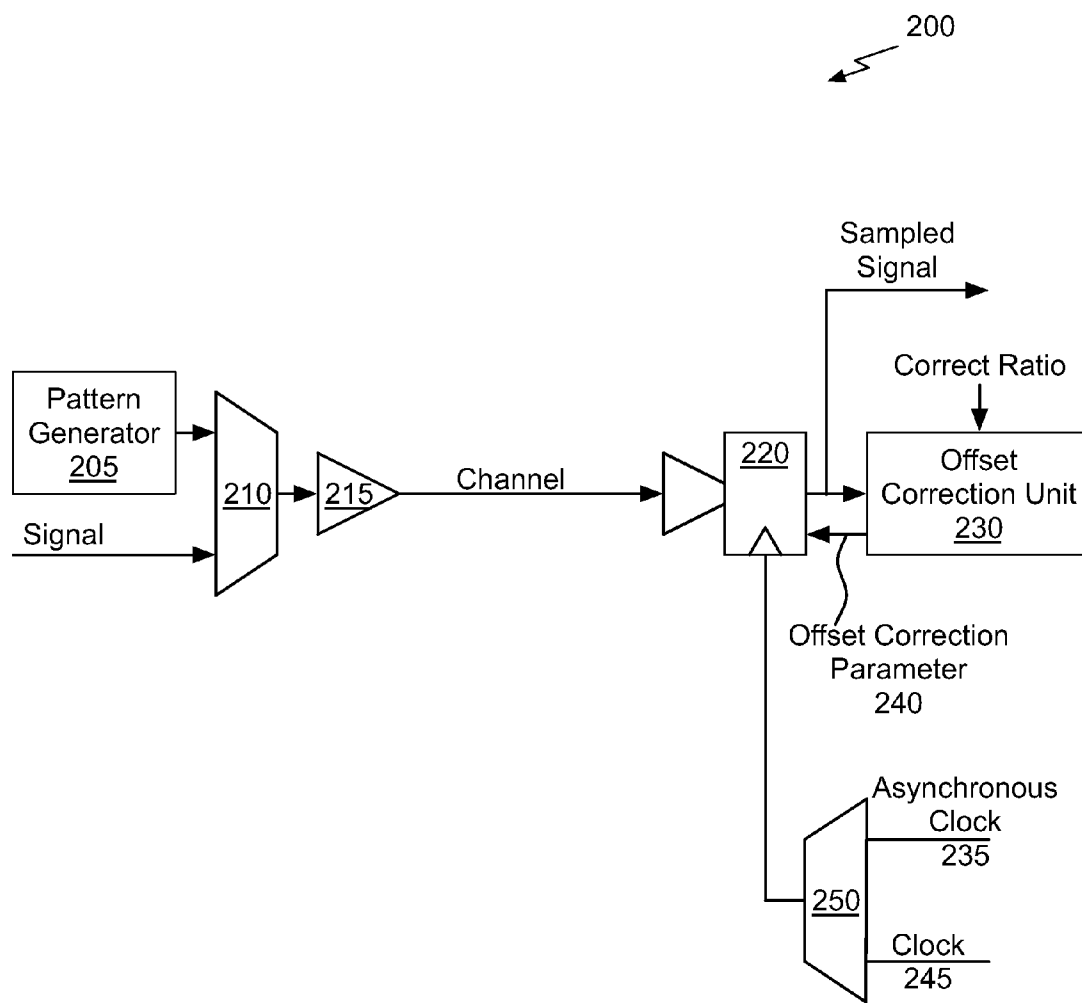 200
Sampled
Signal
Correct Ratio
Pattern
Generator
205
210
215
Channel
220
Offset
Correction Unit
230
Signal
Offset Correction
Parameter
240
Asynchronous
Clock
235
250
Clock
245